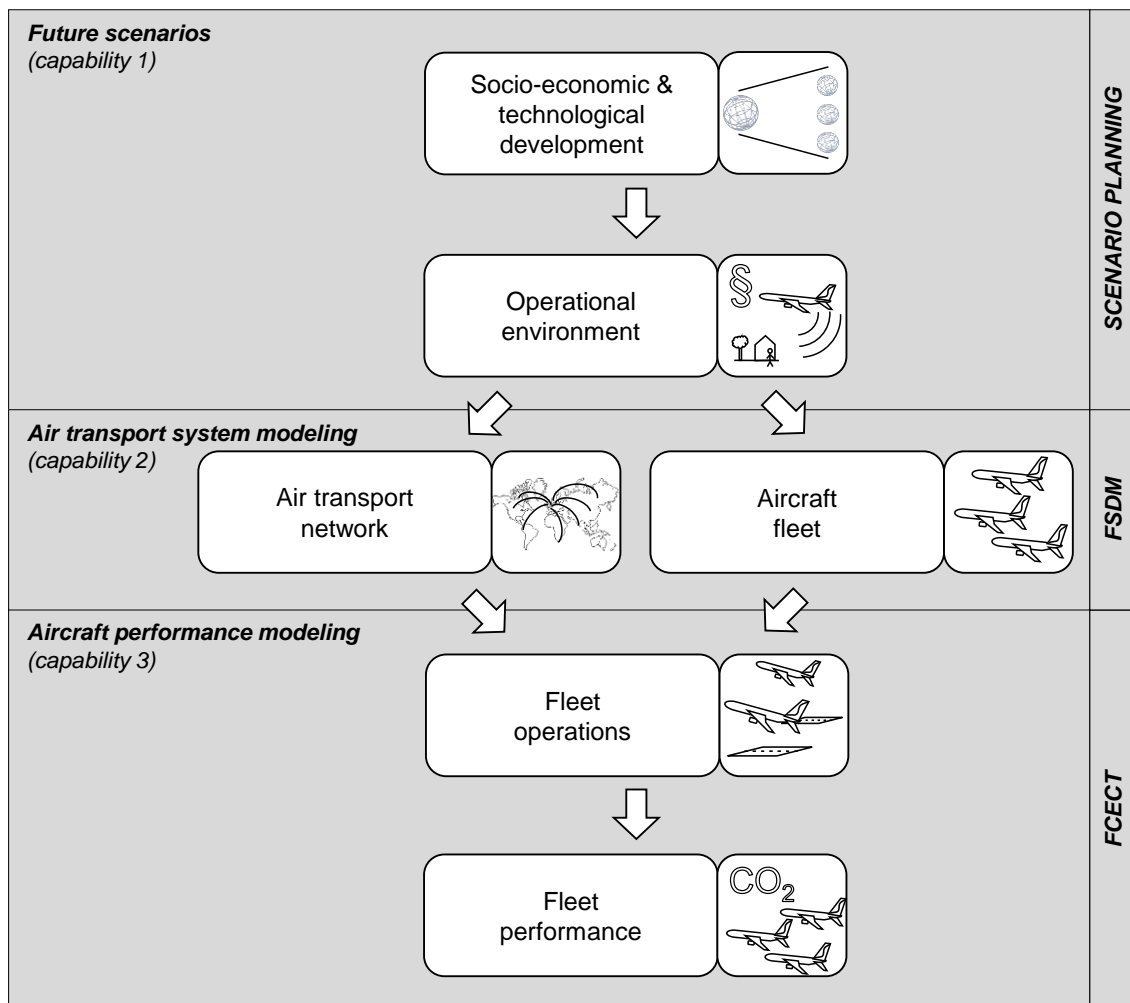 Future scenarios
(capability 1)
Socio-economic &
technological
development
Operational
environment
SCENARIO PLANNING
Air transport system modeling
(capability 2)
Air transport
network
Aircraft
fleet
FSDM
Aircraft performance modeling
(capability 3)
Fleet
operations
Fleet
performance
CO2
FCECT
§